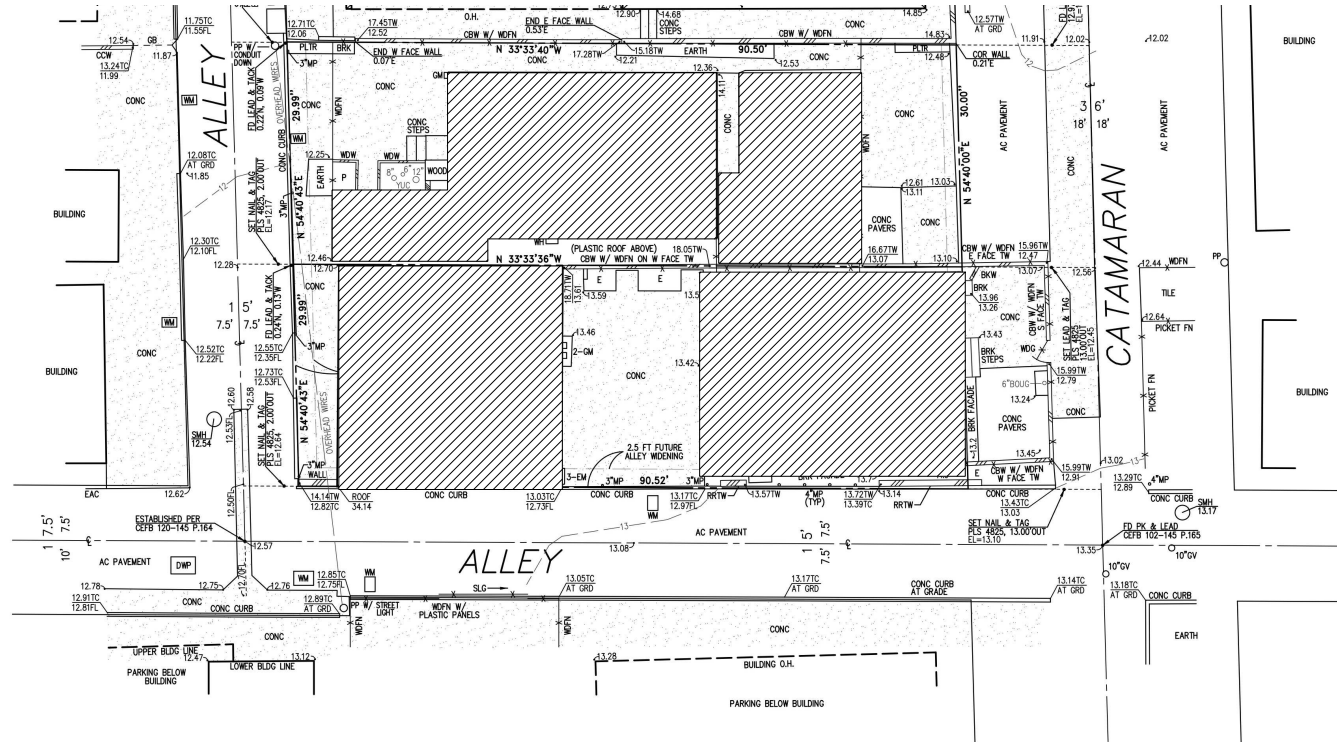 11.75TC
11.55FL
12.54
GB
CCW
13.24TC
11.99
11.87
ALLEY
PP W/
CONDUIT
DOWN
12.71TC
12.06
17.45TW
12.52
PLTR
BRK
3"MP
O.H.
END E FACE WALL
0.53'E
END W FACE WALL
0.07'E
CBW W/ WDFN
N 33°33'40"W
CONC
17.28TW
12.90
14.68
CONC
STEPS
CONC
15.18TW
12.21
EARTH
90.50'
CBW W/ WDFN
12.53
CONC
14.85
14.83
PLTR
12.48
12.57TW
AT GRD
11.91
12.02
COR WALL
0.21'E
12.02
BUILDING
CONC
WM
FD LEAD & TACK
0.22'N, 0.09'W
CONC CURB
OVERHEAD WIRES
29.99'
CONC
WDFN
CONC
GM
12.36
14.11
CONC
CONC
WDFN
30.00'
AC PAVEMENT
CONC
3 6'
18' 18'
AC PAVEMENT
WM
12.08TC
AT GRD
11.85
12
SET NAIL & TAG
PLS 4825, 2.00'OUT
EL=12.17
3"MP
N 54°40'43"E
12.25
EARTH
WDW
P
CONC
STEPS
WDW
8"
6"
12"
YUC
WOOD
N 54°40'00"E
12.61
13.11
13.03
CONC
PAVERS
CONC
CATAMARAN
BUILDING
12.30TC
12.10FL
12.28
12.46
12.70
WH
(PLASTIC ROOF ABOVE)
N 33°33'36"W
CBW W/ WDFN ON W FACE TW
18.05TW
16.67TW
13.07
13.10
CBW W/ WDFN
E FACE TW
15.96TW
12.47
13.07
12.56
12.44
WDFN
PP
CONC
1 5'
7.5' 7.5'
FD LEAD & TACK
0.24'N, 0.13'W
29.99'
CONC
18.71TW
13.61
E
13.59
E
13.5
BKW
BRK
13.96
13.26
CONC
CBW W/ WDFN
S FACE TW
SET LEAD & TAG
PLS 4825
13.00'OUT
EL=12.45
TILE
12.64
PICKET FN
WM
12.52TC
12.22FL
12.55TC
12.35FL
3"MP
13.46
2-GM
13.43
BRK
STEPS
WDG
BUILDING
CONC
12.73TC
12.53FL
13.42
CONC
15.99TW
12.79
6"BOUG
13.24
PICKET FN
BUILDING
12.60
12.58
12.53FL
SMH
12.54
SET NAIL & TAG
PLS 4825, 2.00'OUT
EL=12.64
N 54°40'43"E
OVERHEAD WIRES
2.5 FT FUTURE
ALLEY WIDENING
BRK FACADE
13.2
CONC
PAVERS
CONC
13.45
13.02
13
3"MP
WALL
3-EM
3"MP
90.52'
3"MP
13.7
E
CBW W/ WDFN
W FACE TW
15.99TW
12.91
13.29TC
12.89
4"MP
CONC CURB
EAC
12.62
12.50FL
14.14TW
12.82TC
ROOF
34.14
CONC CURB
13.03TC
12.73FL
CONC CURB
WM
13.17TC
12.97FL
RRTW
13.57TW
4"MP
(TYP)
13.72TW
13.39TC
13.14
RRTW
CONC CURB
13.43TC
13.03
SMH
13.17
1 7.5'
7.5'
10'
ESTABLISHED PER
CEFB 120-145 P.164
12.57
13
AC PAVEMENT
13.08
1 5'
7.5' 7.5'
SET NAIL & TAG
PLS 4825, 13.00'OUT
EL=13.10
13.35
FD PK & LEAD
CEFB 102-145 P.165
10"GV
AC PAVEMENT
DWP
ALLEY
10"GV
12.78
12.75
12.70FL
12.76
WM
12.85TC
12.75FL
WM
SLG
13.05TC
AT GRD
13.17TC
AT GRD
CONC CURB
AT GRADE
13.14TC
AT GRD
13.18TC
AT GRD
CONC CURB
12.91TC
12.81FL
CONC
CONC CURB
12.89TC
AT GRD
PP W/ STREET
LIGHT
WDFN W/
PLASTIC PANELS
CONC
WDFN
WDFN
CONC
EARTH
UPPER BLDG LINE
12.47
LOWER BLDG LINE
13.12
13.28
BUILDING O.H.
PARKING BELOW
BUILDING
PARKING BELOW BUILDING